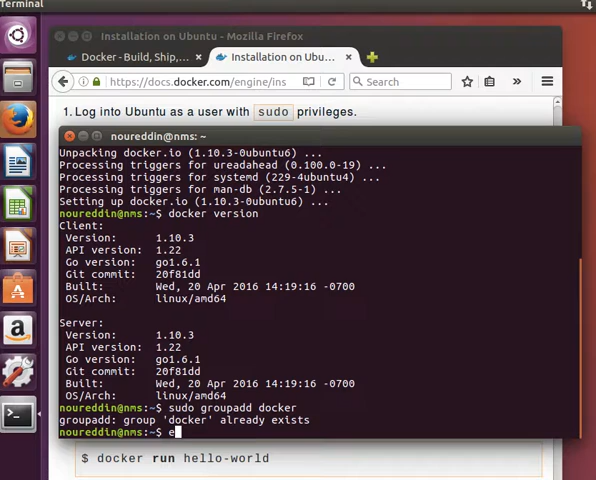 Terminal
Installation on Ubuntu - Mozilla Firefox
Docker - Build, Ship,...
Installation on Ubu...
https://docs.docker.com/engine/ins
Search
1. Log into Ubuntu as a user with sudo privileges.
noureddin@nms: ~
Unpacking docker.io (1.10.3-0ubuntu6) ...
Processing triggers for ureadahead (0.100.0-19) ...
Processing triggers for systemd (229-4ubuntu4) ...
Processing triggers for man-db (2.7.5-1) ...
Setting up docker.io (1.10.3-0ubuntu6) ...
noureddin@nms:~$ docker version
Client:
Version: 1.10.3
API version: 1.22
Go version: go1.6.1
Git commit: 20f81dd
Built: Wed, 20 Apr 2016 14:19:16 -0700
OS/Arch: linux/amd64
Server:
Version: 1.10.3
API version: 1.22
Go version: go1.6.1
Git commit: 20f81dd
Built: Wed, 20 Apr 2016 14:19:16 -0700
OS/Arch: linux/amd64
noureddin@nms:~$ sudo groupadd docker
groupadd: group 'docker' already exists
noureddin@nms:~$ e
$ docker run hello-world